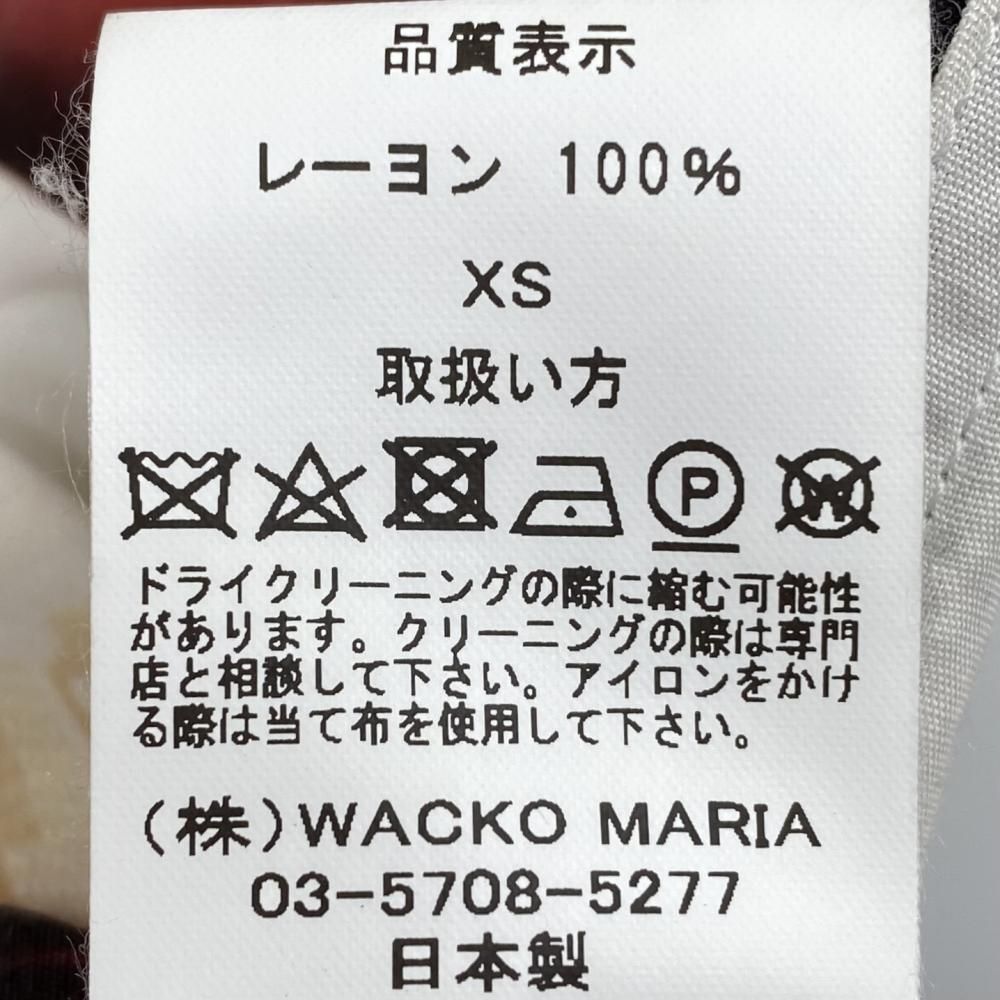 品質表示
レーヨン 100%
XS
取扱い方
P
W
ドライクリーニングの際に縮む可能性
があります。クリーニングの際は専門
店と相談して下さい。アイロンをかけ
る際は当て布を使用して下さい。
(株)WACKO MARIA
03-5708-5277
日本製